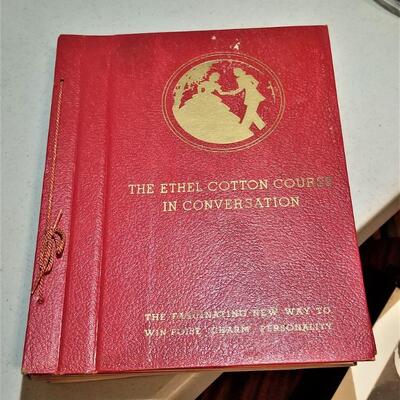 THE ETHEL COTTON COURSE
IN CONVERSATION
THE FASCINATING NEW WAY TO
WIN POISE CHARM PERSONALITY